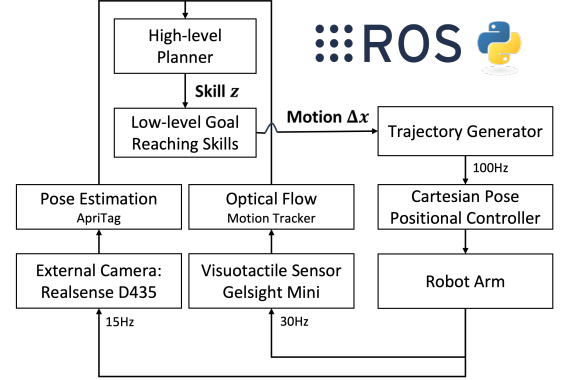 High-level
Planner
ROS
Skill z
Low-level Goal
Reaching Skills
Motion Δx
Trajectory Generator
100Hz
Pose Estimation
ApriTag
Optical Flow
Motion Tracker
Cartesian Pose
Positional Controller
External Camera:
Realsense D435
Visuotactile Sensor
Gelsight Mini
Robot Arm
15Hz
30Hz